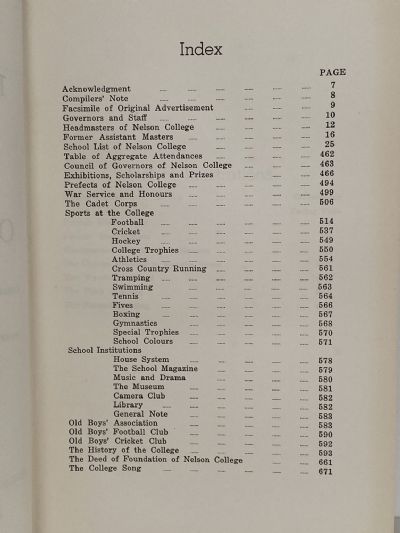 Index
PAGE
Acknowledgment 7
Compilers' Note 8
Facsimile of Original Advertisement 9
Governors and Staff 10
Headmasters of Nelson College 12
Former Assistant Masters 16
School List of Nelson College 25
Table of Aggregate Attendances 462
Council of Governors of Nelson College 463
Exhibitions, Scholarships and Prizes 466
Prefects of Nelson College 494
War Service and Honours 499
The Cadet Corps 506
Sports at the College
Football 514
Cricket 537
Hockey 549
College Trophies 550
Athletics 554
Cross Country Running 561
Tramping 562
Swimming 563
Tennis 564
Fives 566
Boxing 567
Gymnastics 568
Special Trophies 570
School Colours 571
School Institutions
House System 578
The School Magazine 579
Music and Drama 580
The Museum 581
Camera Club 582
Library 582
General Note 583
Old Boys' Association 583
Old Boys' Football Club 590
Old Boys' Cricket Club 592
The History of the College 593
The Deed of Foundation of Nelson College 661
The College Song 671